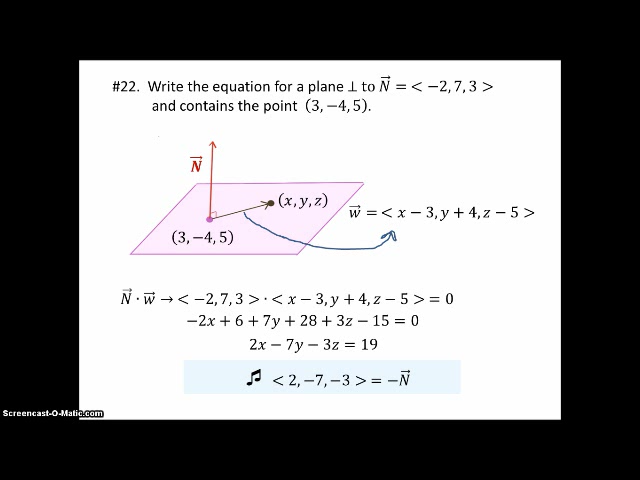 #22. Write the equation for a plane ⊥ to N⃗ = < −2, 7, 3 >
and contains the point (3, −4, 5).
N⃗
(x, y, z)
w⃗ = < x − 3, y + 4, z − 5 >
(3, −4, 5)
N⃗ · w⃗ → < −2, 7, 3 > · < x − 3, y + 4, z − 5 > = 0
−2x + 6 + 7y + 28 + 3z − 15 = 0
2x − 7y − 3z = 19
♫ < 2, −7, −3 > = −N⃗
Screencast-O-Matic.com